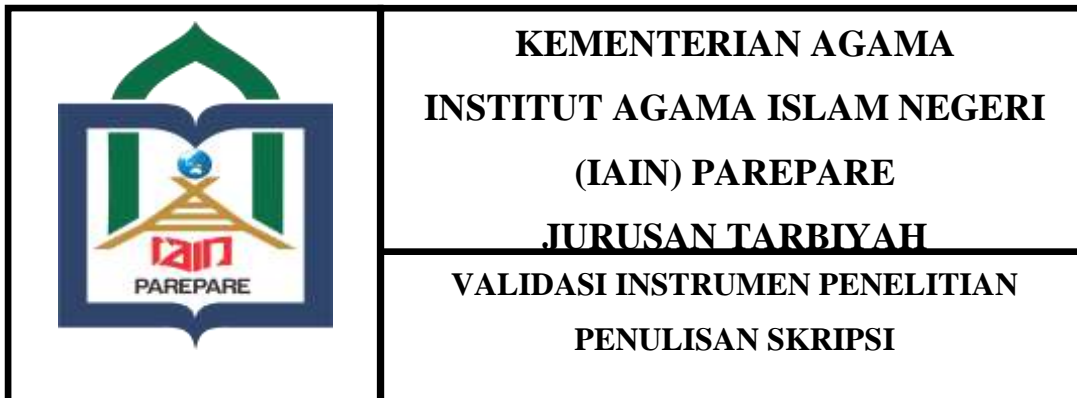 iain
PAREPARE
KEMENTERIAN AGAMA
INSTITUT AGAMA ISLAM NEGERI
(IAIN) PAREPARE
JURUSAN TARBIYAH
VALIDASI INSTRUMEN PENELITIAN
PENULISAN SKRIPSI